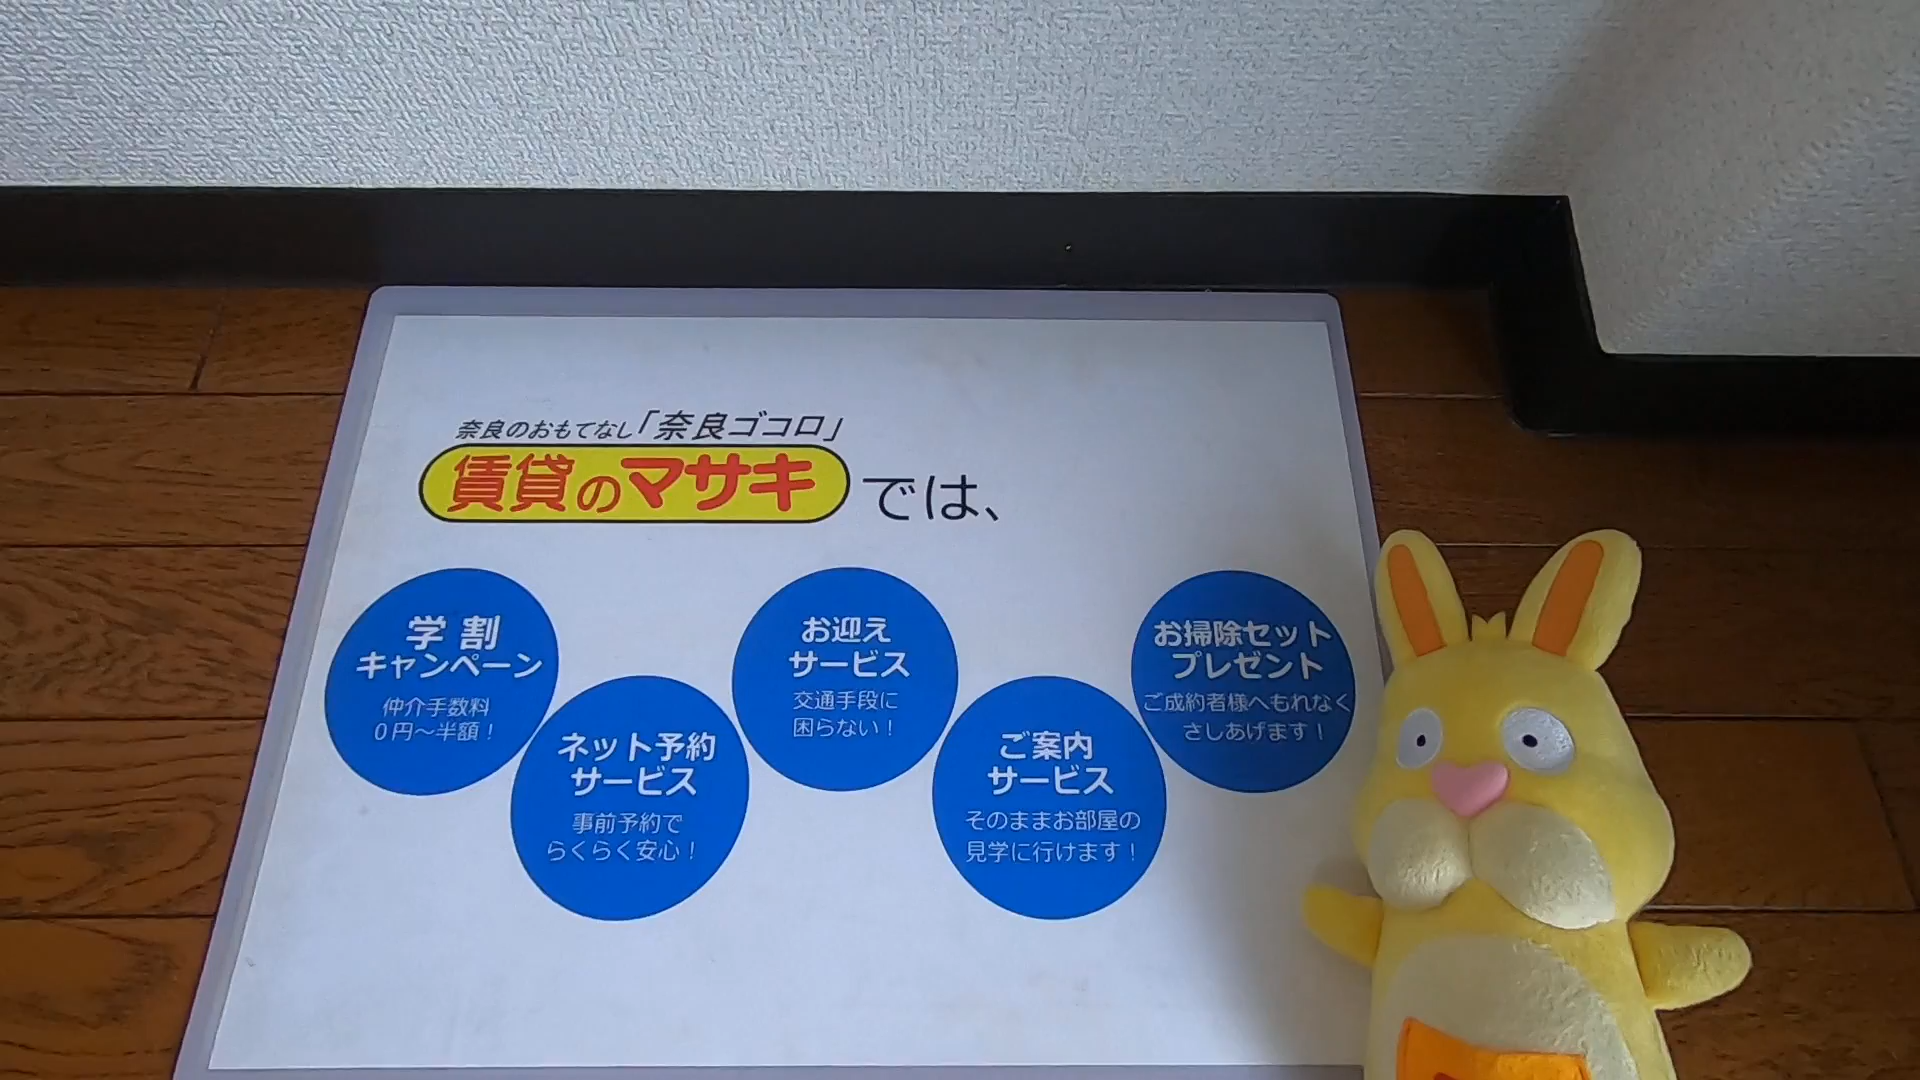 奈良のおもてなし「奈良ゴコロ」
賃貸のマサキでは、
学割
キャンペーン
仲介手数料
0円～半額！
ネット予約
サービス
事前予約で
らくらく安心！
お迎え
サービス
交通手段に
困らない！
ご案内
サービス
そのままお部屋の
見学に行けます！
お掃除セット
プレゼント
ご成約者様へもれなく
さしあげます！